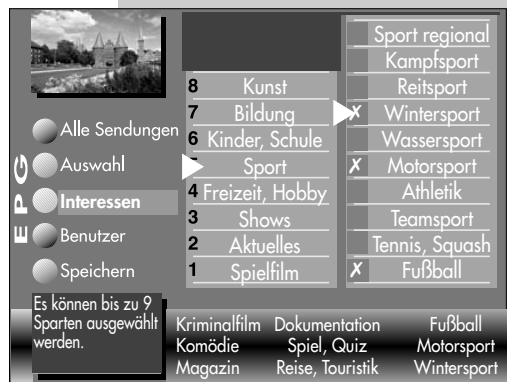 Alle Sendungen
Auswahl
Interessen
Benutzer
Speichern
EPG
Es können bis zu 9
Sparten ausgewählt
werden.
8 Kunst
7 Bildung
6 Kinder, Schule
Sport
4 Freizeit, Hobby
3 Shows
2 Aktuelles
1 Spielfilm
Sport regional
Kampfsport
Reitsport
✗ Wintersport
Wassersport
✗ Motorsport
Athletik
Teamsport
Tennis, Squash
✗ Fußball
Kriminalfilm Dokumentation Fußball
Komödie Spiel, Quiz Motorsport
Magazin Reise, Touristik Wintersport